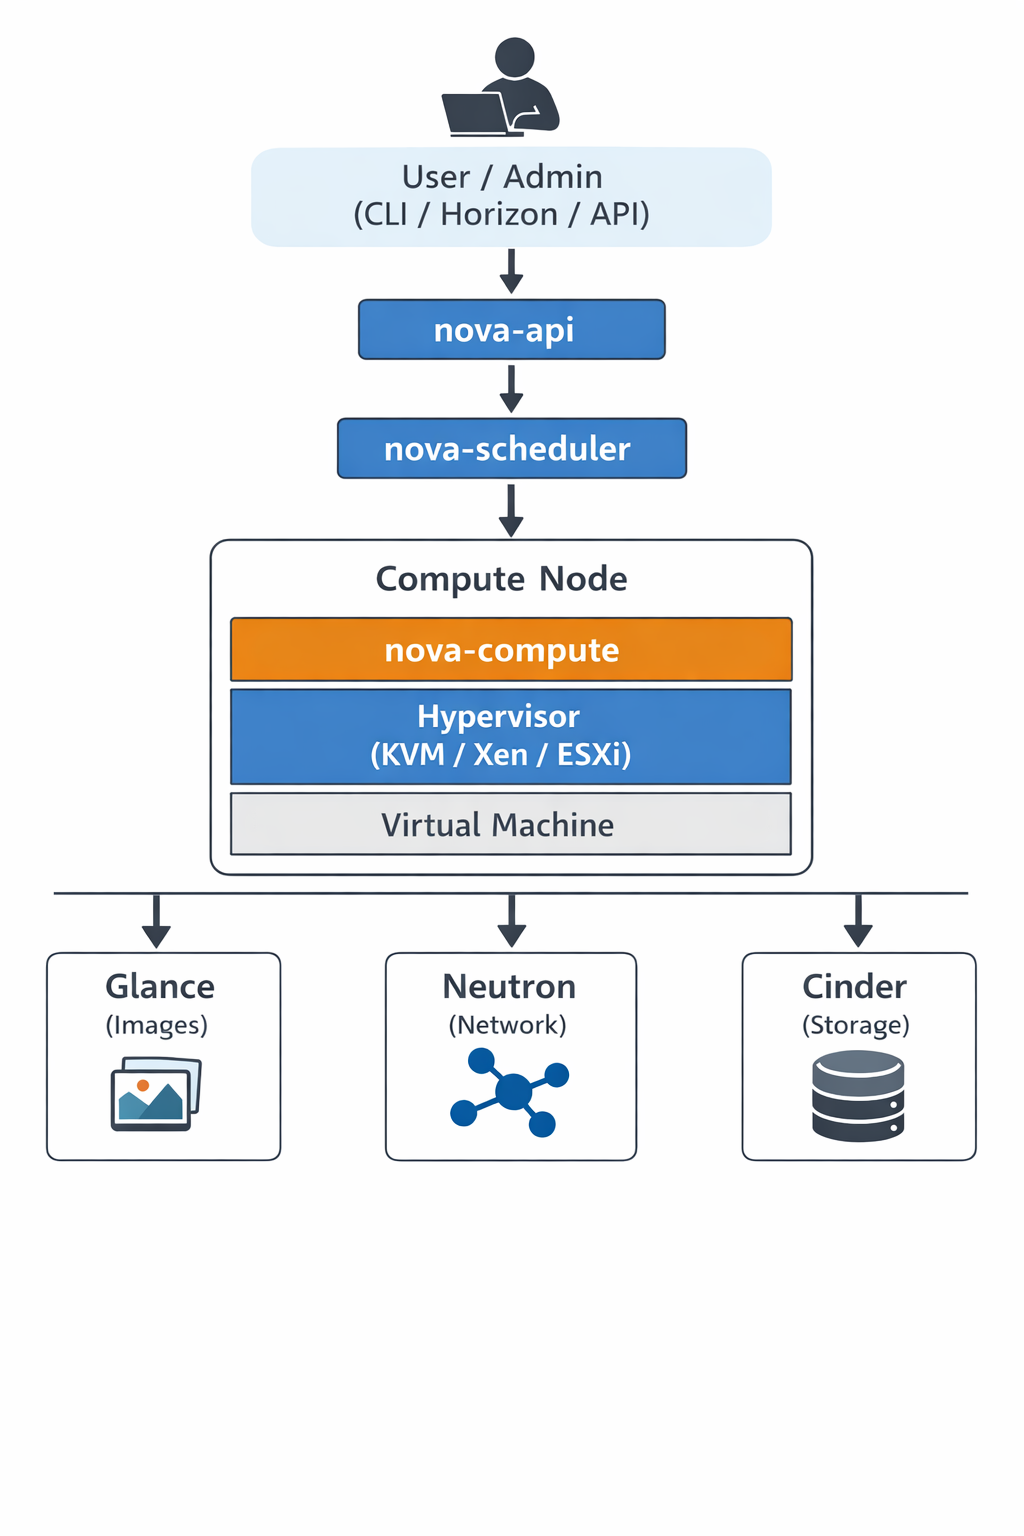 User / Admin
(CLI / Horizon / API)
nova-api
nova-scheduler
Compute Node
nova-compute
Hypervisor
(KVM / Xen / ESXi)
Virtual Machine
Glance
(Images)
Neutron
(Network)
Cinder
(Storage)